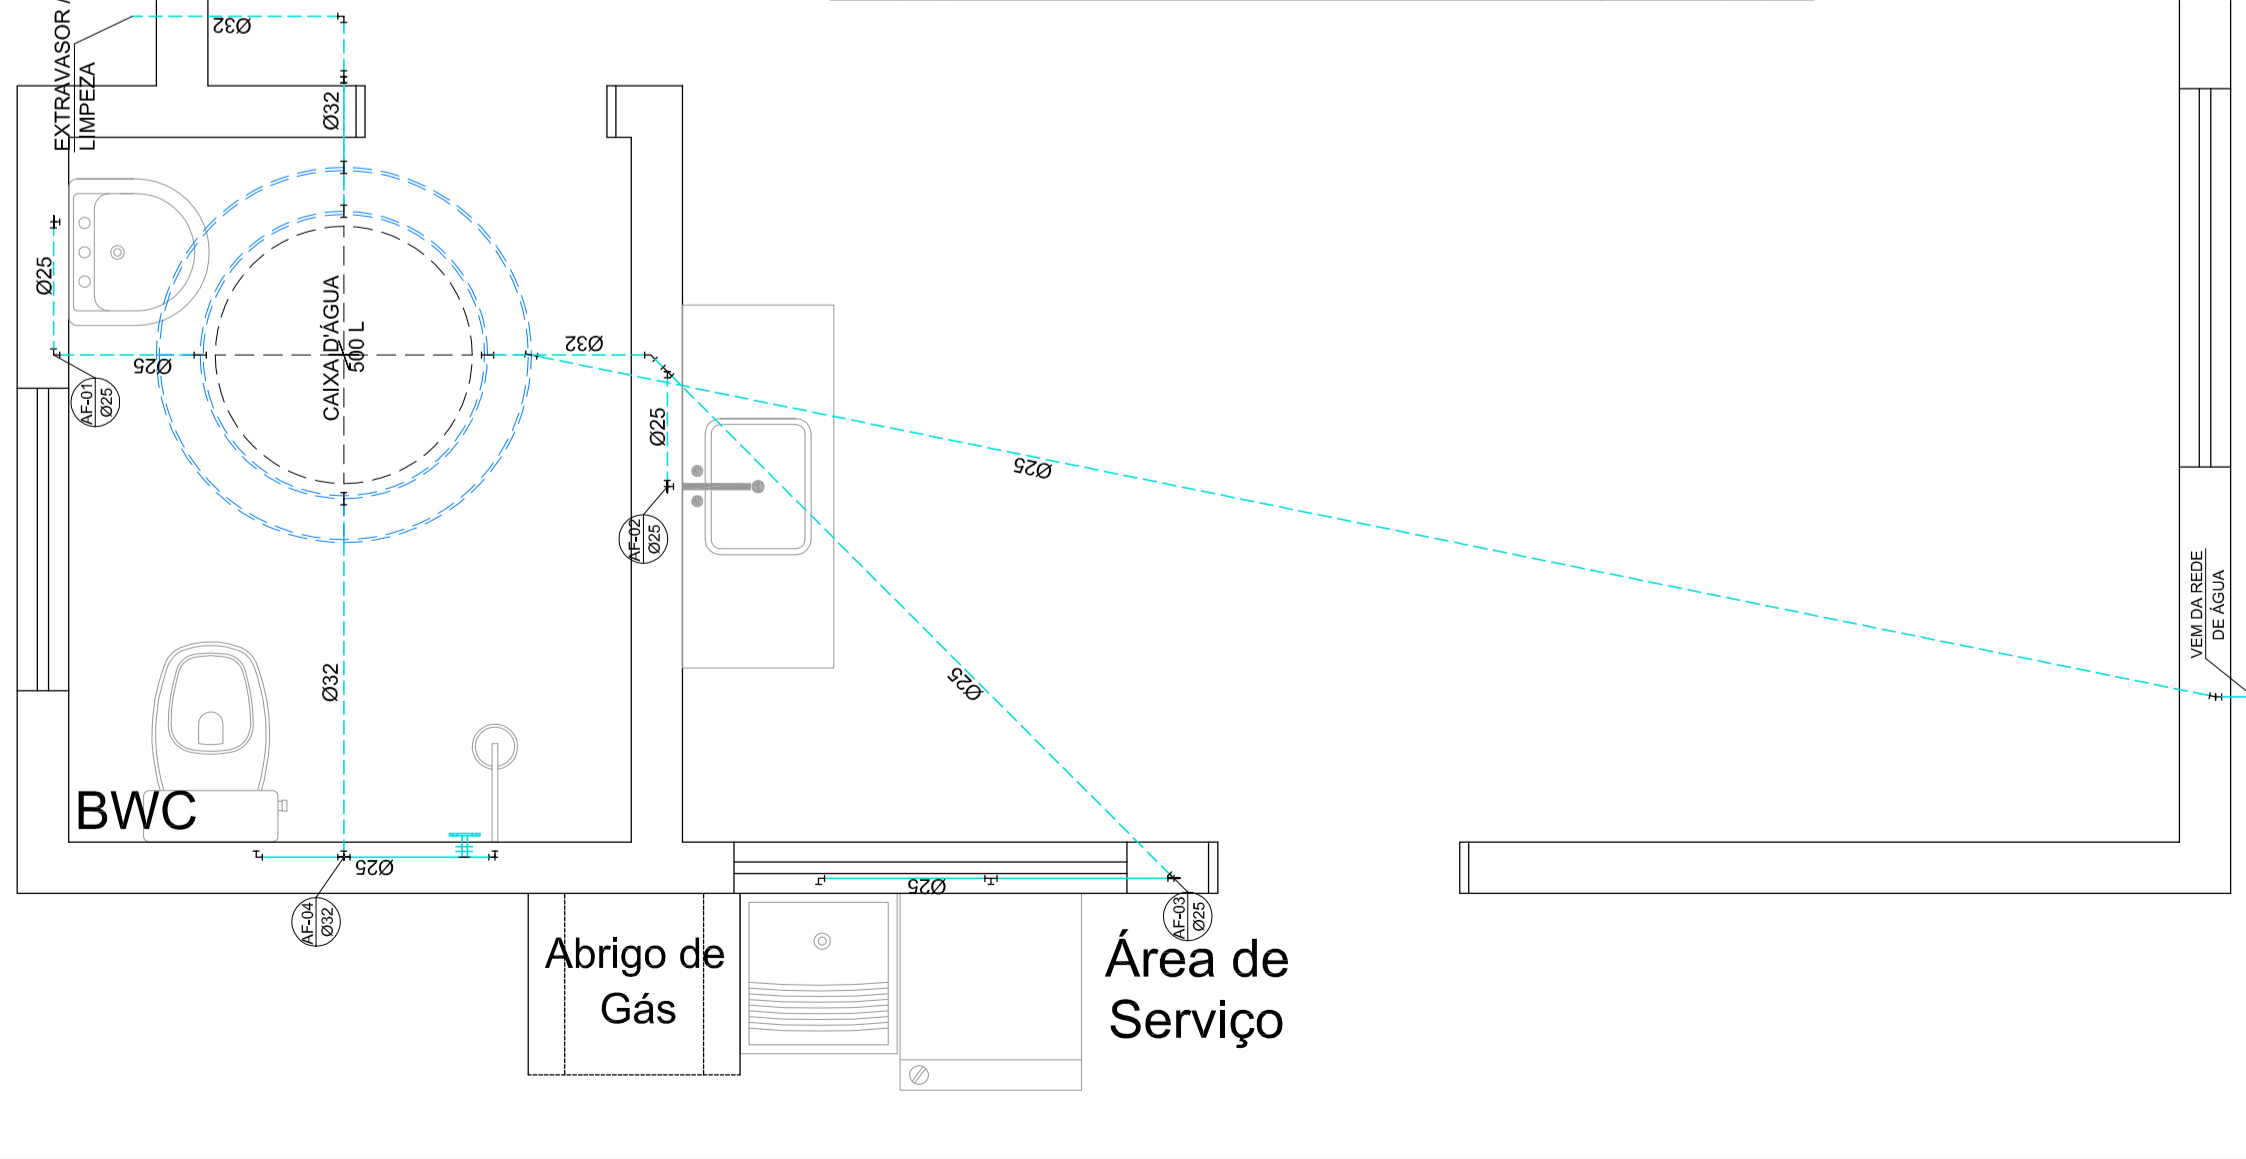 EXTRAVASOR /
LIMPEZA
Ø32
Ø32
Ø25
Ø25
AF-01
Ø25
CAIXA D'ÁGUA
500 L
Ø32
Ø25
AF-02
Ø25
Ø25
Ø25
VEM DA REDE
DE ÁGUA
Ø32
BWC
Ø25
AF-04
Ø32
Ø25
AF-03
Ø25
Abrigo de
Gás
Área de
Serviço